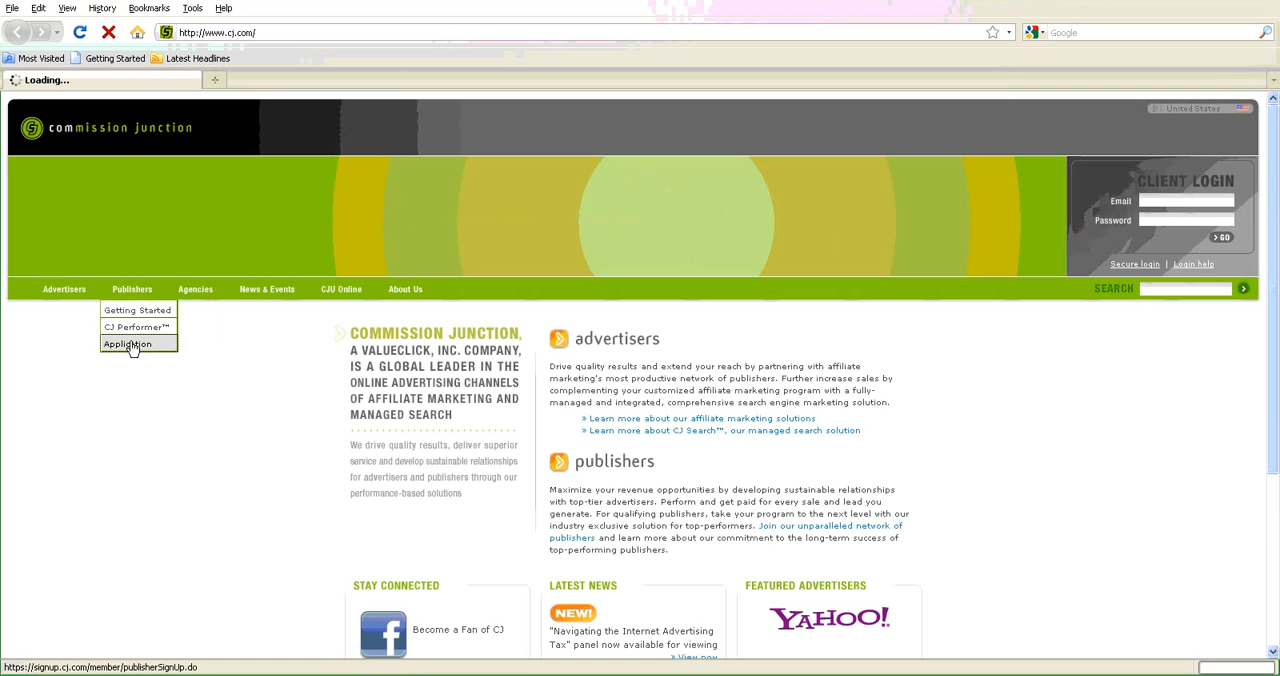 File Edit View History Bookmarks Tools Help
http://www.cj.com/
Google
Most Visited Getting Started Latest Headlines
Loading...
United States
commission junction
CLIENT LOGIN
Email
Password
GO
Secure login | Login help
Advertisers Publishers Agencies News & Events CJU Online About Us SEARCH
Getting Started
CJ Performer™
Application
COMMISSION JUNCTION,
A VALUECLICK, INC. COMPANY,
IS A GLOBAL LEADER IN THE
ONLINE ADVERTISING CHANNELS
OF AFFILIATE MARKETING AND
MANAGED SEARCH
We drive quality results, deliver superior
service and develop sustainable relationships
for advertisers and publishers through our
performance-based solutions
advertisers
Drive quality results and extend your reach by partnering with affiliate
marketing's most productive network of publishers. Further increase sales by
complementing your customized affiliate marketing program with a fully-
managed and integrated, comprehensive search engine marketing solution.
» Learn more about our affiliate marketing solutions
» Learn more about CJ Search™, our managed search solution
publishers
Maximize your revenue opportunities by developing sustainable relationships
with top-tier advertisers. Perform and get paid for every sale and lead you
generate. For qualifying publishers, take your program to the next level with our
industry exclusive solution for top-performers. Join our unparalleled network of
publishers and learn more about our commitment to the long-term success of
top-performing publishers.
STAY CONNECTED
Become a Fan of CJ
LATEST NEWS
NEW!
"Navigating the Internet Advertising
Tax" panel now available for viewing
» View now
FEATURED ADVERTISERS
YAHOO!
https://signup.cj.com/member/publisherSignUp.do